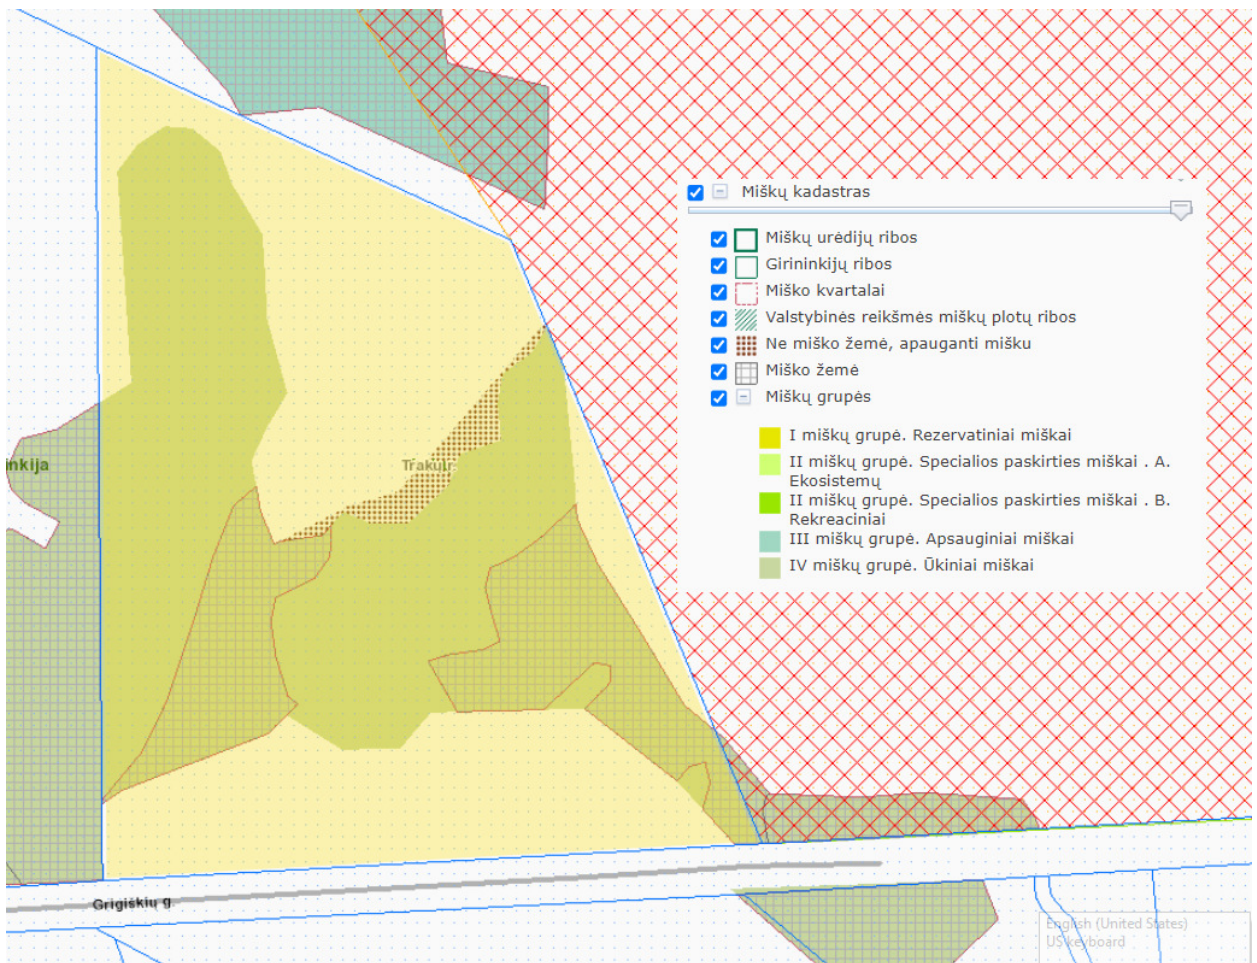 Miškų kadastras
Miškų urėdijų ribos
Girininkijų ribos
Miško kvartalai
Valstybinės reikšmės miškų plotų ribos
Ne miško žemė, apauganti mišku
Miško žemė
Miškų grupės
I miškų grupė. Rezervatiniai miškai
II miškų grupė. Specialios paskirties miškai . A.
Ekosistemų
II miškų grupė. Specialios paskirties miškai . B.
Rekreaciniai
III miškų grupė. Apsauginiai miškai
IV miškų grupė. Ūkiniai miškai
inkija
Grigiškių g.
English (United States)
US keyboard